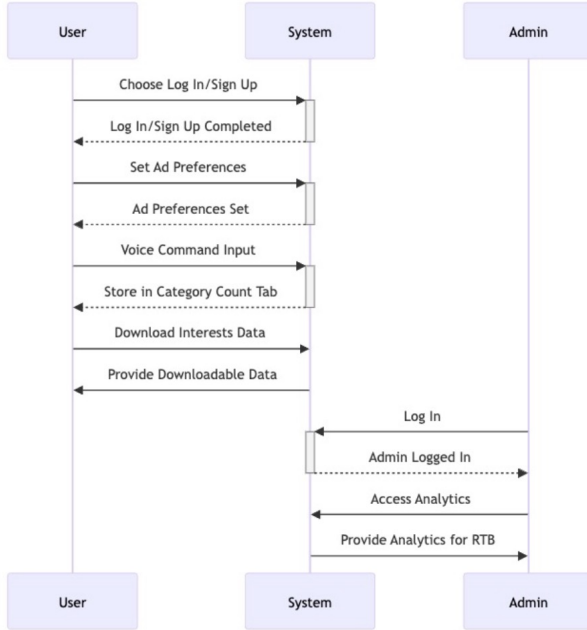 User
System
Admin
Choose Log In/Sign Up
Log In/Sign Up Completed
Set Ad Preferences
Ad Preferences Set
Voice Command Input
Store in Category Count Tab
Download Interests Data
Provide Downloadable Data
Log In
Admin Logged In
Access Analytics
Provide Analytics for RTB
User
System
Admin